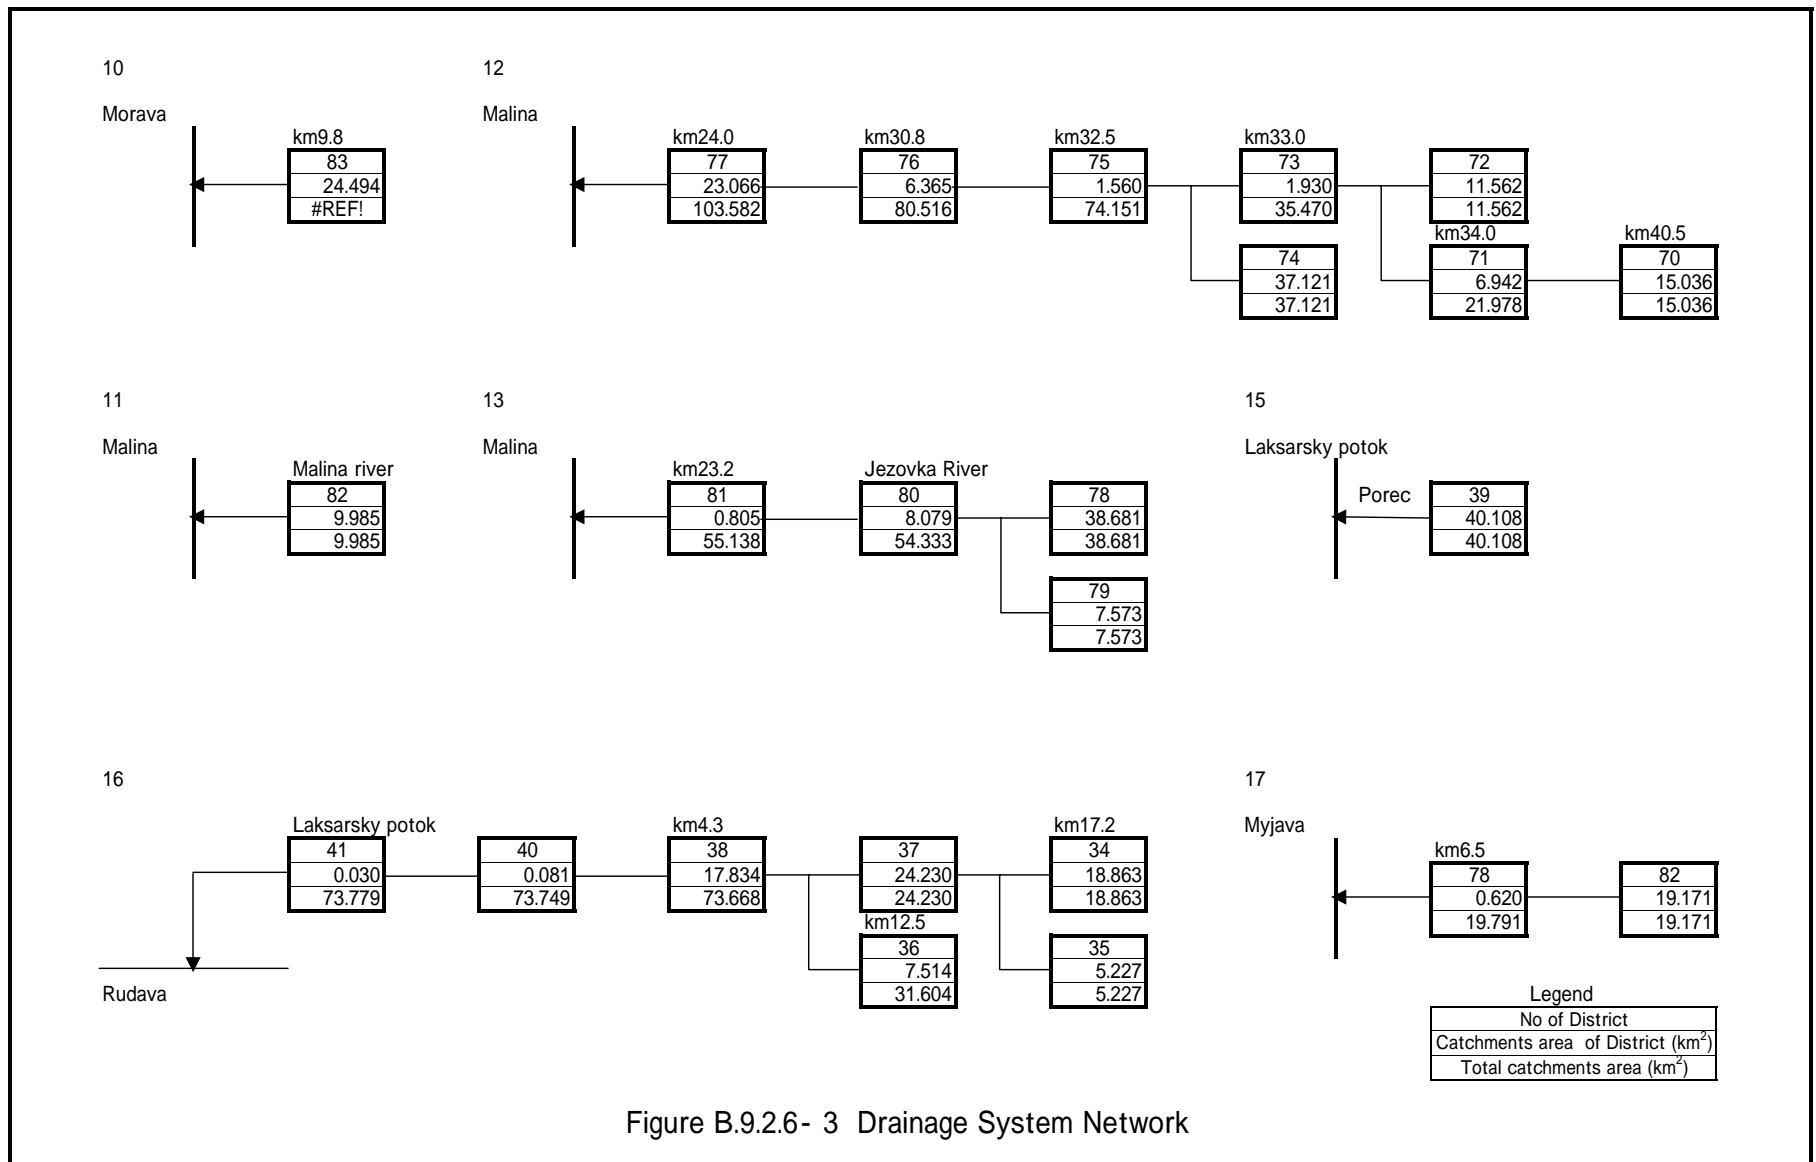 10
Morava
km9.8
83
24.494
#REF!
12
Malina
km24.0
77
23.066
103.582
km30.8
76
6.365
80.516
km32.5
75
1.560
74.151
km33.0
73
1.930
35.470
72
11.562
11.562
74
37.121
37.121
km34.0
71
6.942
21.978
km40.5
70
15.036
15.036
11
Malina
Malina river
82
9.985
9.985
13
Malina
km23.2
81
0.805
55.138
Jezovka River
80
8.079
54.333
78
38.681
38.681
79
7.573
7.573
15
Laksarsky potok
Porec
39
40.108
40.108
16
Laksarsky potok
41
0.030
73.779
40
0.081
73.749
km4.3
38
17.834
73.668
37
24.230
24.230
km17.2
34
18.863
18.863
km12.5
36
7.514
31.604
35
5.227
5.227
Rudava
17
Myjava
km6.5
78
0.620
19.791
82
19.171
19.171
Legend
No of District
Catchments area of District (km²)
Total catchments area (km²)
Figure B.9.2.6- 3 Drainage System Network